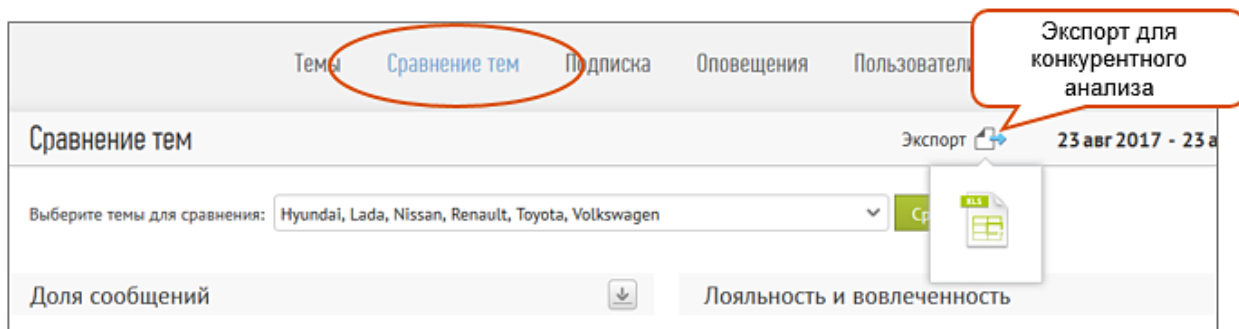 Экспорт для
конкурентного
анализа
Темы Сравнение тем Подписка Оповещения Пользователи
Сравнение тем Экспорт 23 авг 2017 - 23 а
Выберите темы для сравнения: Hyundai, Lada, Nissan, Renault, Toyota, Volkswagen Ср
XLS
Доля сообщений Лояльность и вовлеченность